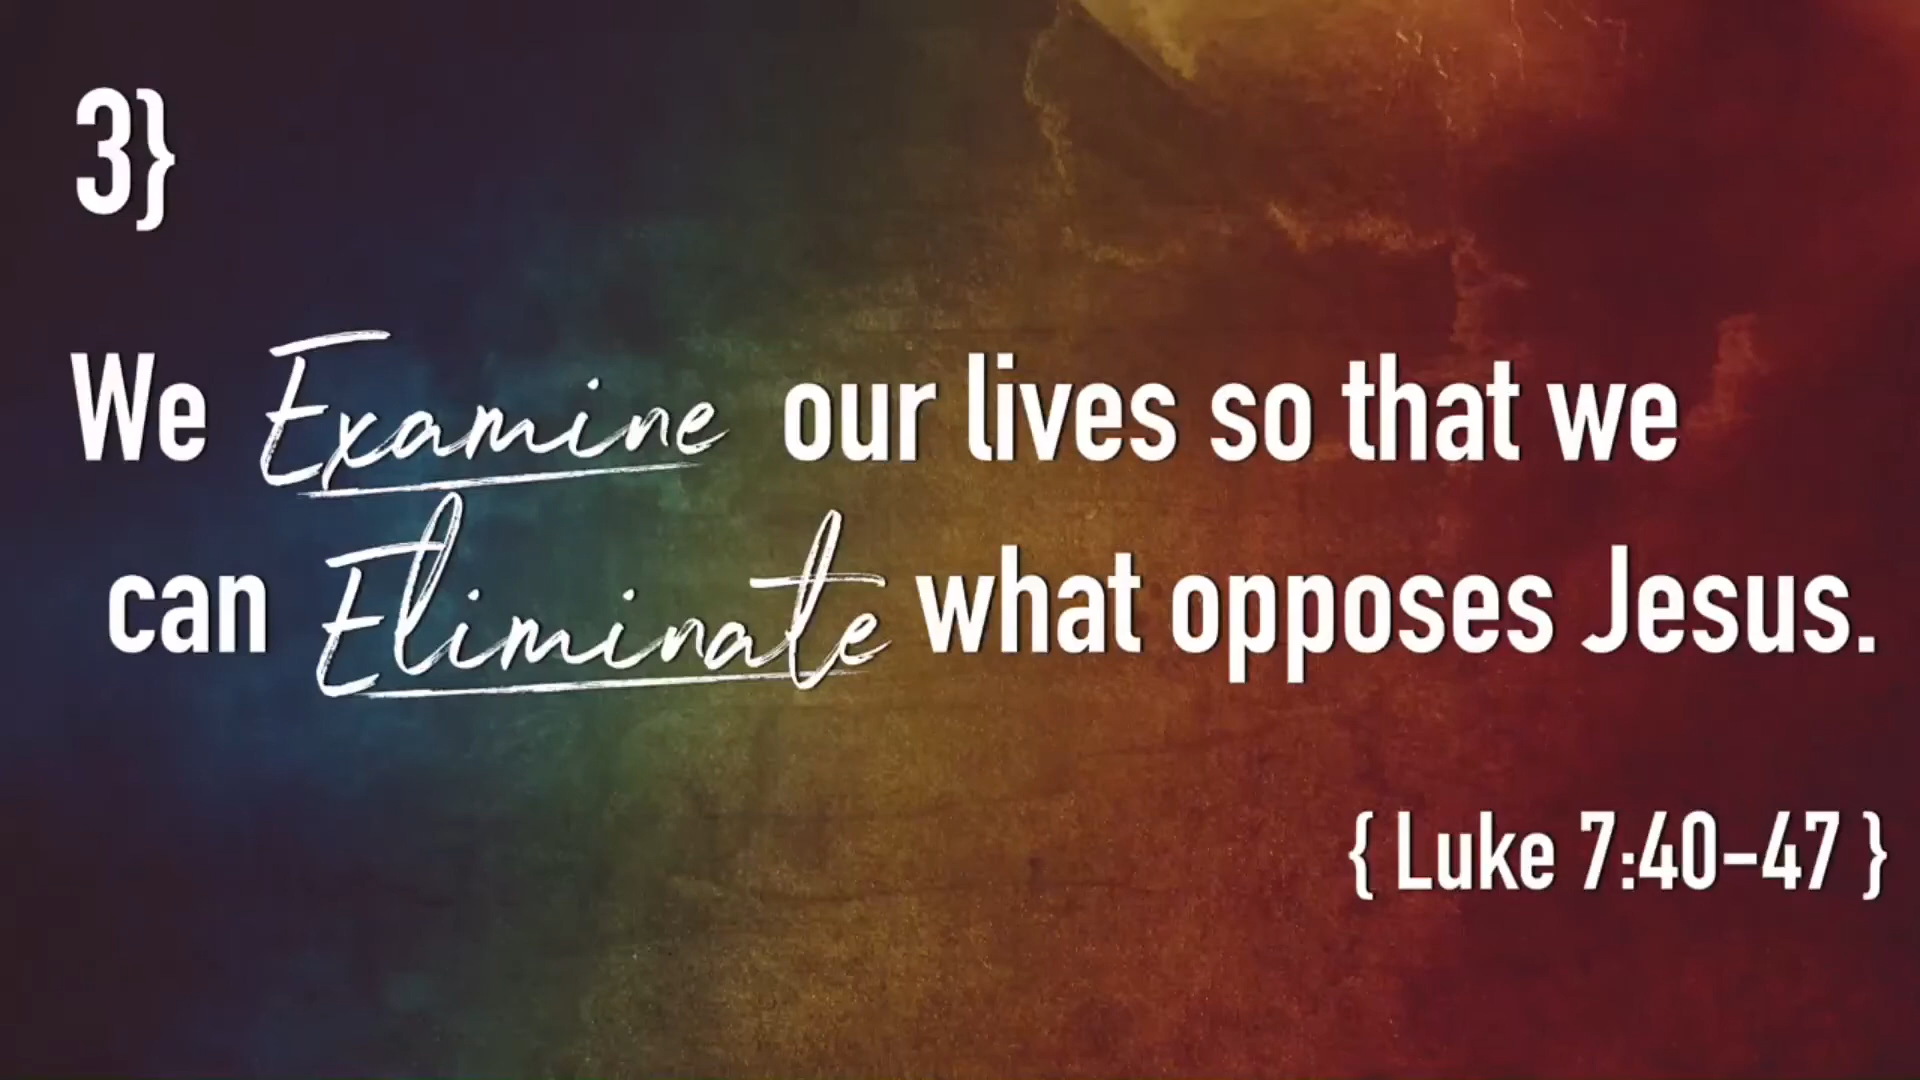 3}
We Examine our lives so that we
can Eliminate what opposes Jesus.
{ Luke 7:40-47 }